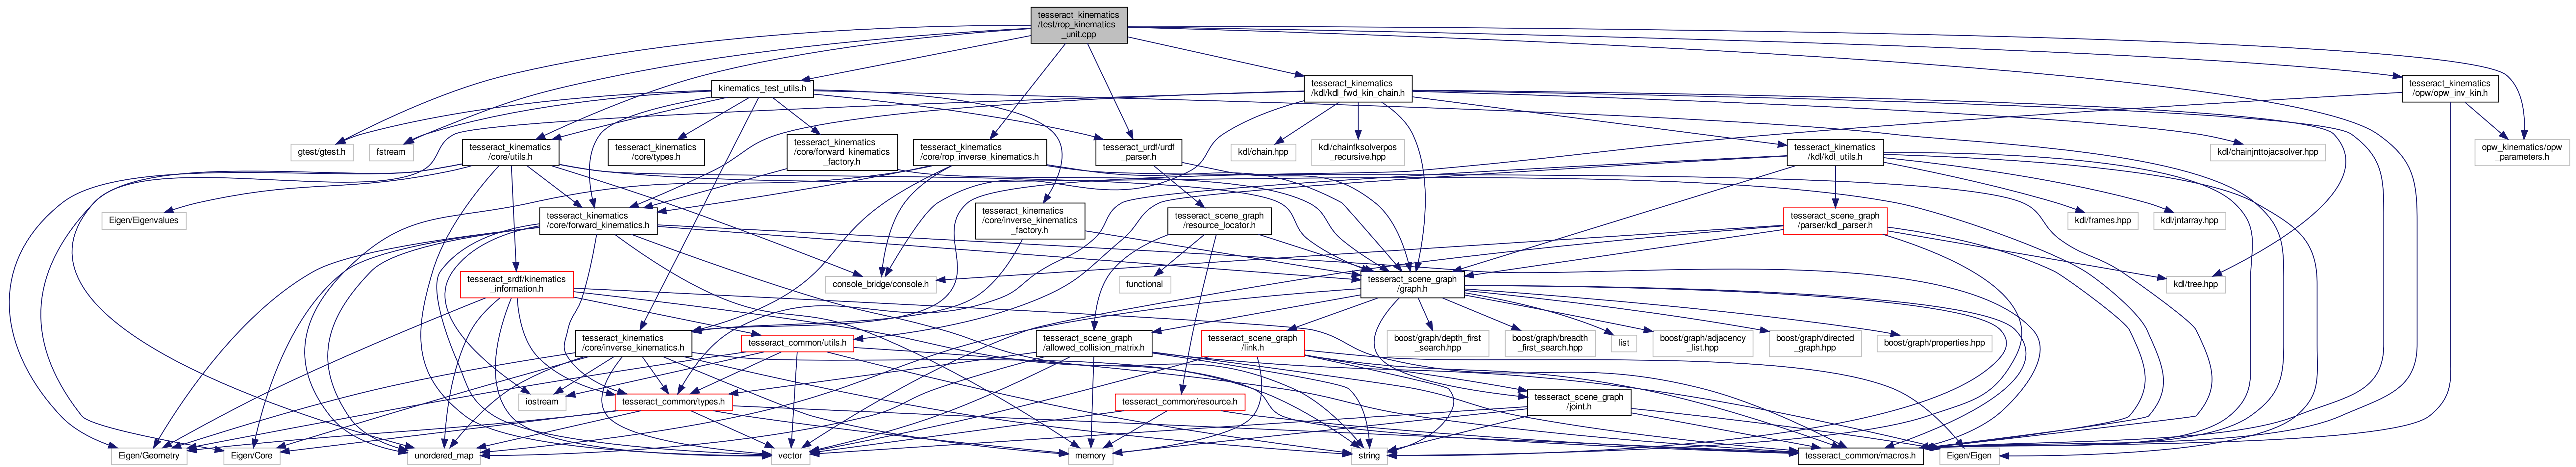 tesseract_kinematics
/test/rop_kinematics
_unit.cpp
kinematics_test_utils.h
tesseract_kinematics
/kdl/kdl_fwd_kin_chain.h
tesseract_kinematics
/opw/opw_inv_kin.h
gtest/gtest.h
fstream
tesseract_kinematics
/core/utils.h
tesseract_kinematics
/core/types.h
tesseract_kinematics
/core/forward_kinematics
_factory.h
tesseract_kinematics
/core/rop_inverse_kinematics.h
tesseract_urdf/urdf
_parser.h
kdl/chain.hpp
kdl/chainfksolverpos
_recursive.hpp
tesseract_kinematics
/kdl/kdl_utils.h
kdl/chainjnttojacsolver.hpp
opw_kinematics/opw
_parameters.h
Eigen/Eigenvalues
tesseract_kinematics
/core/forward_kinematics.h
tesseract_kinematics
/core/inverse_kinematics
_factory.h
tesseract_scene_graph
/resource_locator.h
tesseract_scene_graph
/parser/kdl_parser.h
kdl/frames.hpp
kdl/jntarray.hpp
tesseract_srdf/kinematics
_information.h
console_bridge/console.h
functional
tesseract_scene_graph
/graph.h
kdl/tree.hpp
tesseract_kinematics
/core/inverse_kinematics.h
tesseract_common/utils.h
tesseract_scene_graph
/allowed_collision_matrix.h
tesseract_scene_graph
/link.h
boost/graph/depth_first
_search.hpp
boost/graph/breadth
_first_search.hpp
list
boost/graph/adjacency
_list.hpp
boost/graph/directed
_graph.hpp
boost/graph/properties.hpp
iostream
tesseract_common/types.h
tesseract_common/resource.h
tesseract_scene_graph
/joint.h
Eigen/Geometry
Eigen/Core
unordered_map
vector
memory
string
tesseract_common/macros.h
Eigen/Eigen